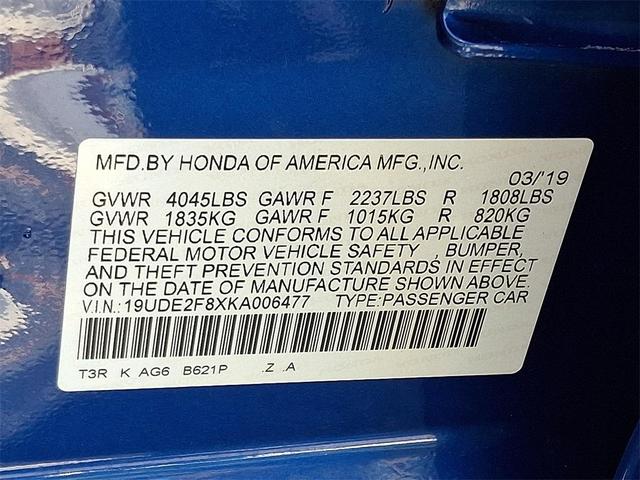 MFD.BY HONDA OF AMERICA MFG.,INC.
03/'19
GVWR 4045LBS GAWR F 2237LBS R 1808LBS
GVWR 1835KG GAWR F 1015KG R 820KG
THIS VEHICLE CONFORMS TO ALL APPLICABLE
FEDERAL MOTOR VEHICLE SAFETY , BUMPER,
AND THEFT PREVENTION STANDARDS IN EFFECT
ON THE DATE OF MANUFACTURE SHOWN ABOVE.
V.I.N.:19UDE2F8XKA006477 TYPE:PASSENGER CAR
T3R K AG6 B621P .Z .A